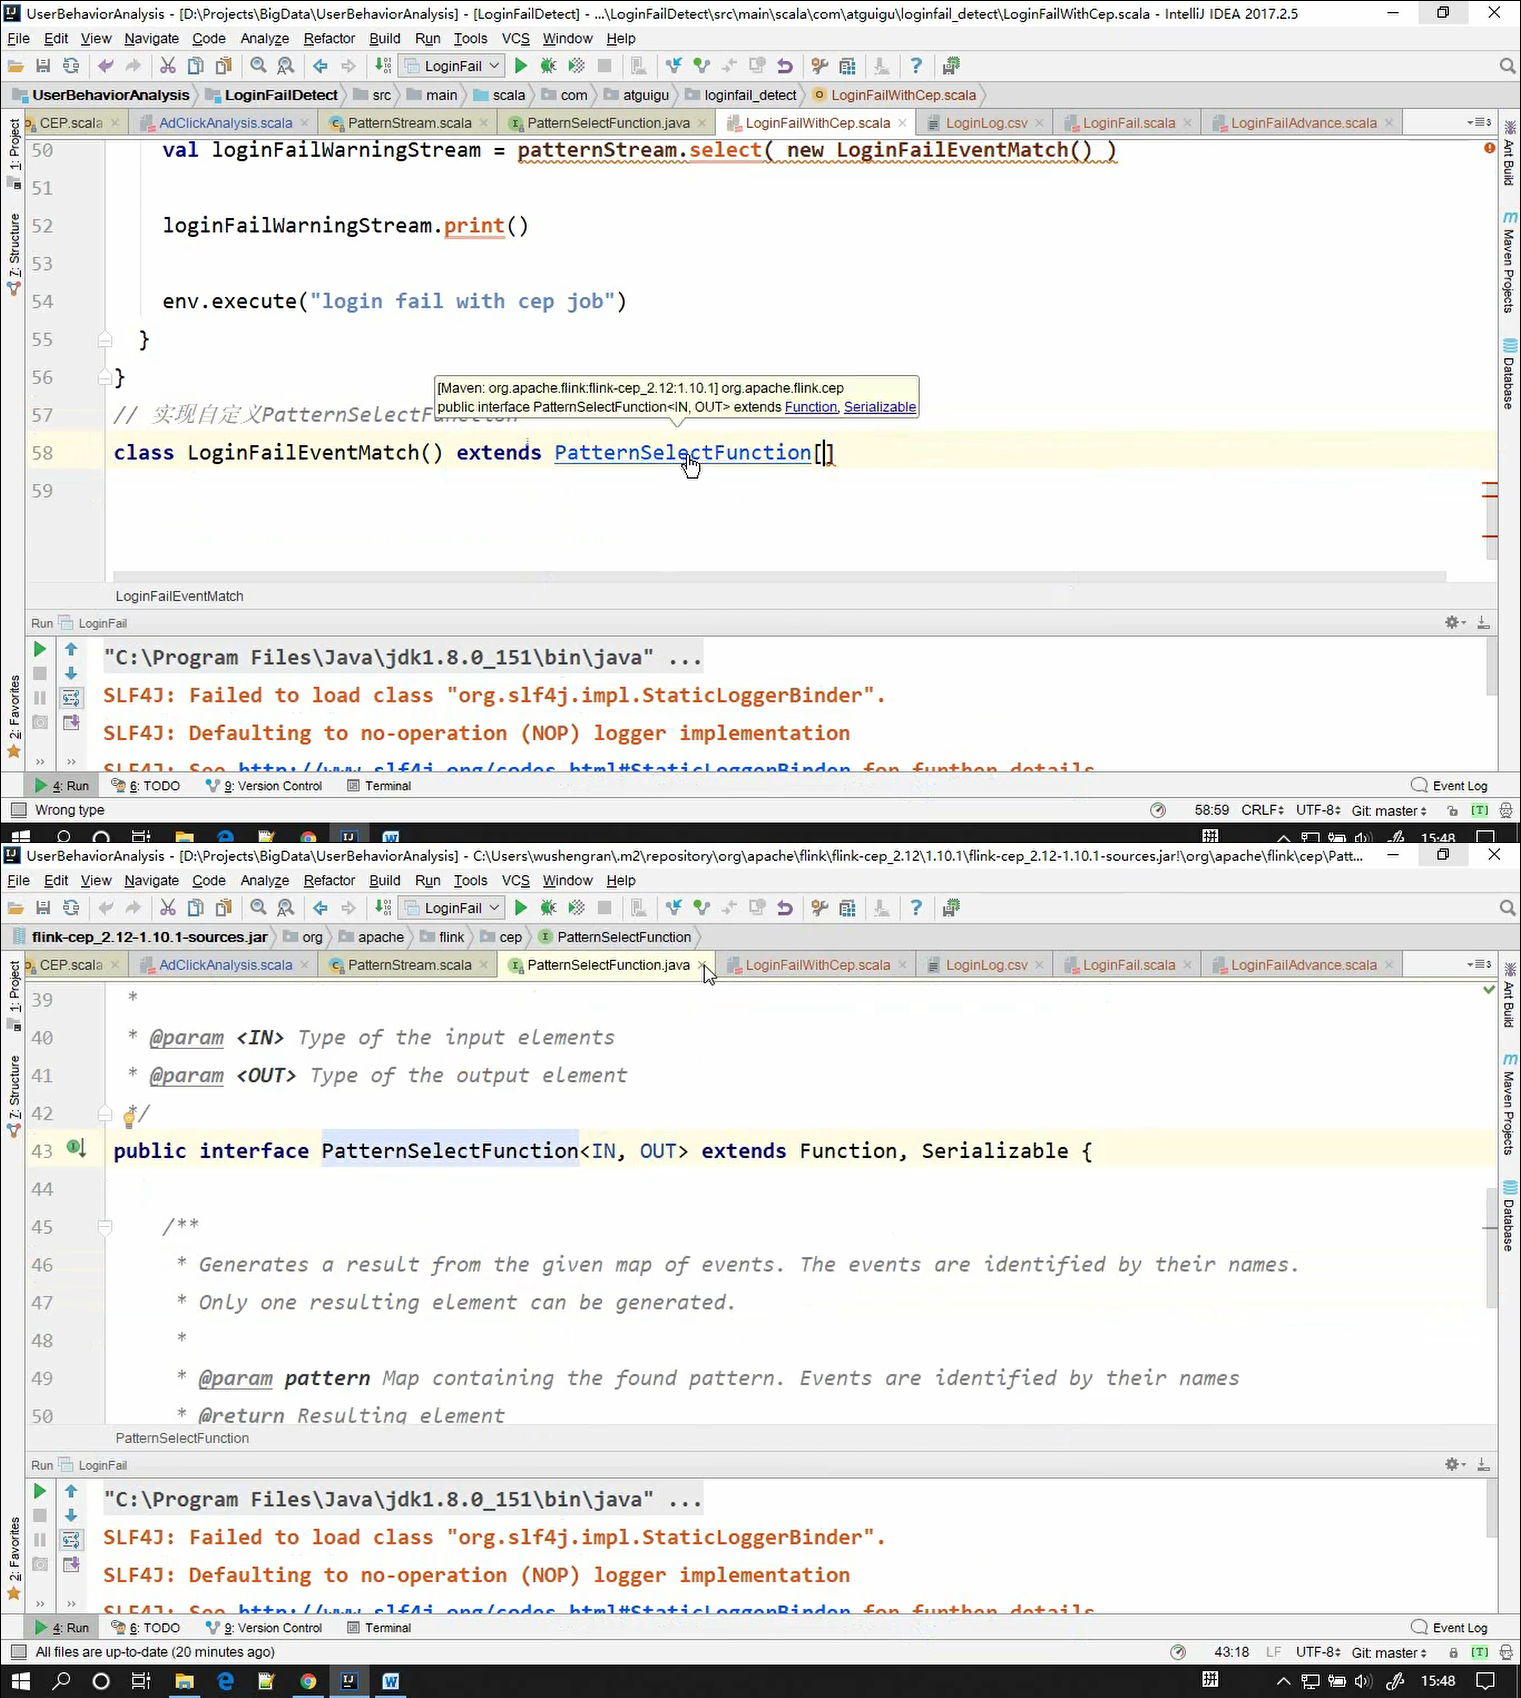 UserBehaviorAnalysis - [D:\Projects\BigData\UserBehaviorAnalysis] - [LoginFailDetect] - ...\LoginFailDetect\src\main\scala\com\atguigu\loginfail_detect\LoginFailWithCep.scala - IntelliJ IDEA 2017.2.5
File Edit View Navigate Code Analyze Refactor Build Run Tools VCS Window Help
LoginFail
UserBehaviorAnalysis LoginFailDetect src main scala com atguigu loginfail_detect LoginFailWithCep.scala
CEP.scala AdClickAnalysis.scala PatternStream.scala PatternSelectFunction.java LoginFailWithCep.scala LoginLog.csv LoginFail.scala LoginFailAdvance.scala
1: Project
7: Structure
2: Favorites
Ant Build
Maven Projects
Database
50 val loginFailWarningStream = patternStream.select( new LoginFailEventMatch() )
51
52 loginFailWarningStream.print()
53
54 env.execute("login fail with cep job")
55 }
56 }
[Maven: org.apache.flink:flink-cep_2.12:1.10.1] org.apache.flink.cep
public interface PatternSelectFunction<IN, OUT> extends Function, Serializable
57 // 实现自定义PatternSelectFunction
58 class LoginFailEventMatch() extends PatternSelectFunction[]
59
LoginFailEventMatch
Run LoginFail
"C:\Program Files\Java\jdk1.8.0_151\bin\java" ...
SLF4J: Failed to load class "org.slf4j.impl.StaticLoggerBinder".
SLF4J: Defaulting to no-operation (NOP) logger implementation
SLF4J: See http://www.slf4j.org/codes.html#StaticLoggerBinder for further details
4: Run 6: TODO 9: Version Control Terminal Event Log
Wrong type 58:59 CRLF UTF-8 Git: master
拼 15:48
UserBehaviorAnalysis - [D:\Projects\BigData\UserBehaviorAnalysis] - C:\Users\wushengran\.m2\repository\org\apache\flink\flink-cep_2.12\1.10.1\flink-cep_2.12-1.10.1-sources.jar!\org\apache\flink\cep\Patt...
File Edit View Navigate Code Analyze Refactor Build Run Tools VCS Window Help
LoginFail
flink-cep_2.12-1.10.1-sources.jar org apache flink cep PatternSelectFunction
CEP.scala AdClickAnalysis.scala PatternStream.scala PatternSelectFunction.java LoginFailWithCep.scala LoginLog.csv LoginFail.scala LoginFailAdvance.scala
1: Project
7: Structure
2: Favorites
Ant Build
Maven Projects
Database
39 *
40 * @param <IN> Type of the input elements
41 * @param <OUT> Type of the output element
42 */
43 public interface PatternSelectFunction<IN, OUT> extends Function, Serializable {
44
45 /**
46 * Generates a result from the given map of events. The events are identified by their names.
47 * Only one resulting element can be generated.
48 *
49 * @param pattern Map containing the found pattern. Events are identified by their names
50 * @return Resulting element
PatternSelectFunction
Run LoginFail
"C:\Program Files\Java\jdk1.8.0_151\bin\java" ...
SLF4J: Failed to load class "org.slf4j.impl.StaticLoggerBinder".
SLF4J: Defaulting to no-operation (NOP) logger implementation
SLF4J: See http://www.slf4j.org/codes.html#StaticLoggerBinder for further details
4: Run 6: TODO 9: Version Control Terminal Event Log
All files are up-to-date (20 minutes ago) 43:18 LF UTF-8 Git: master
拼 15:48